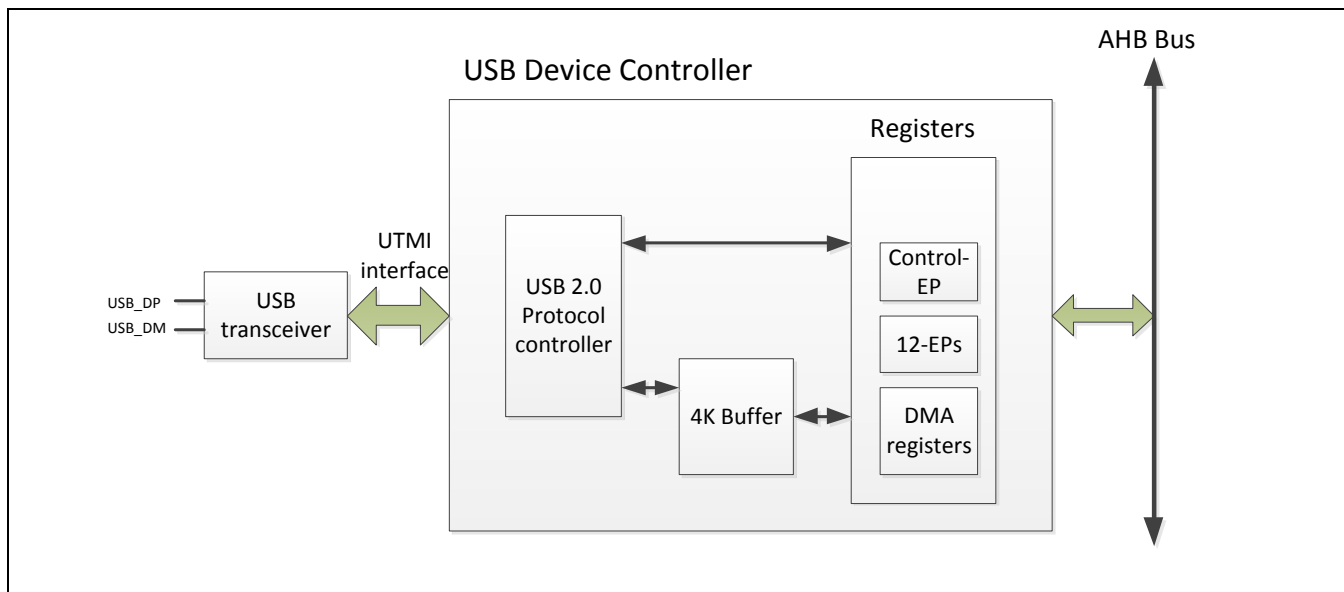 AHB Bus
USB Device Controller
Registers
UTMI
interface
USB_DP
USB_DM
USB
transceiver
USB 2.0
Protocol
controller
4K Buffer
Control-
EP
12-EPs
DMA
registers